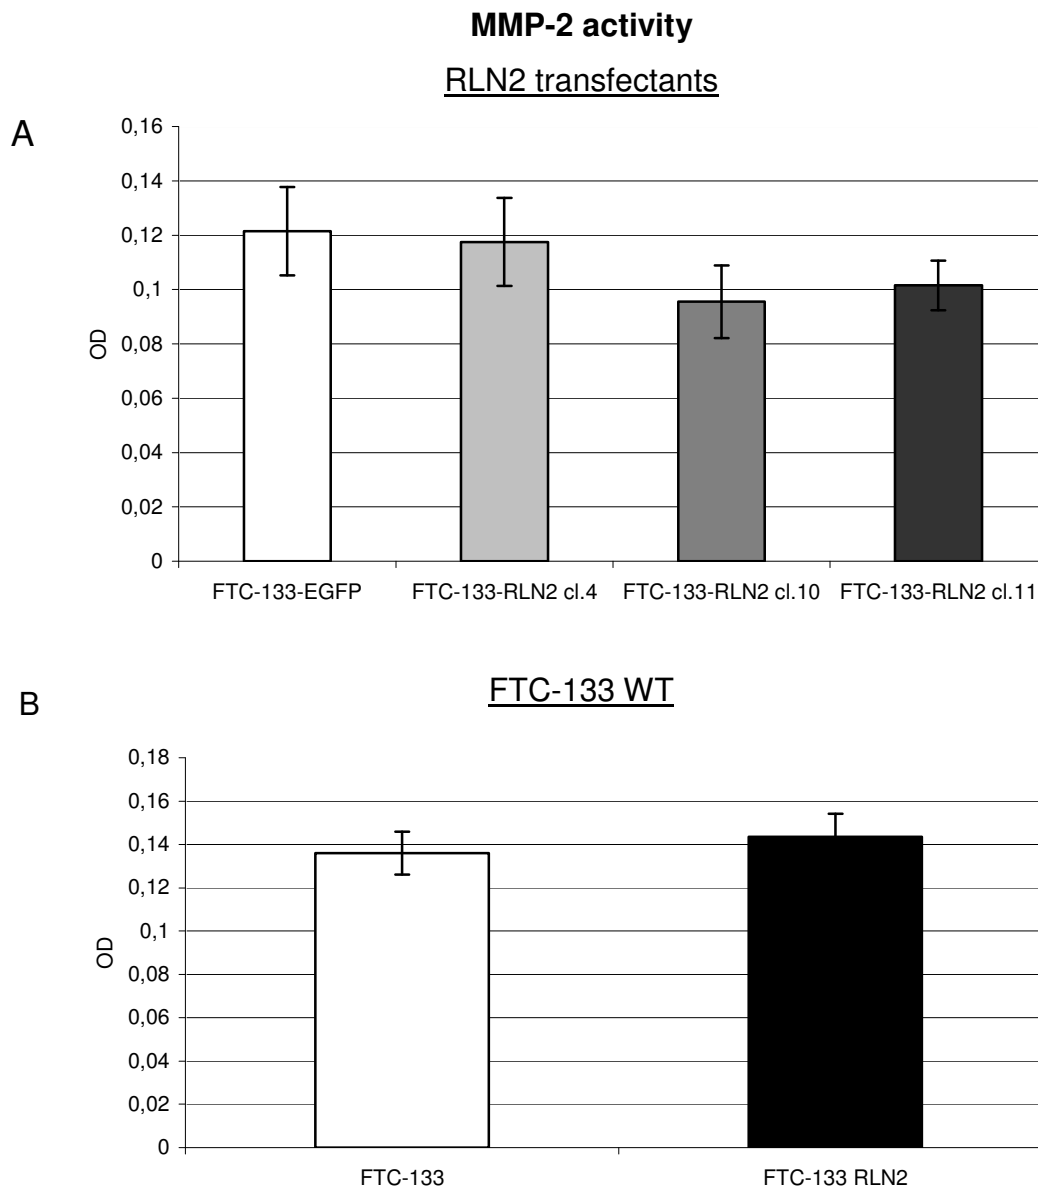 MMP-2 activity
RLN2 transfectants
A
0,16
0,14
0,12
0,1
0,08
0,06
0,04
0,02
0
OD
FTC-133-EGFP FTC-133-RLN2 cl.4 FTC-133-RLN2 cl.10 FTC-133-RLN2 cl.11
B
FTC-133 WT
0,18
0,16
0,14
0,12
0,1
0,08
0,06
0,04
0,02
0
OD
FTC-133 FTC-133 RLN2